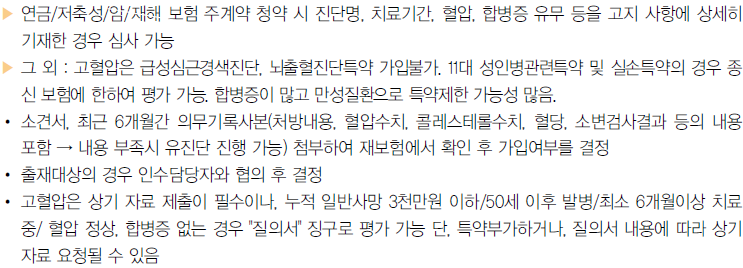 ▶ 연금/저축성/암/재해 보험 주계약 청약 시 진단명, 치료기간, 혈압, 합병증 유무 등을 고지 사항에 상세히
기재한 경우 심사 가능
▶ 그 외 : 고혈압은 급성심근경색진단, 뇌출혈진단특약 가입불가. 11대 성인병관련특약 및 실손특약의 경우 종
신 보험에 한하여 평가 가능. 합병증이 많고 만성질환으로 특약제한 가능성 많음.
• 소견서, 최근 6개월간 의무기록사본(처방내용, 혈압수치, 콜레스테롤수치, 혈당, 소변검사결과 등의 내용
포함 → 내용 부족시 유진단 진행 가능) 첨부하여 재보험에서 확인 후 가입여부를 결정
• 출재대상의 경우 인수담당자와 협의 후 결정
• 고혈압은 상기 자료 제출이 필수이나, 누적 일반사망 3천만원 이하/50세 이후 발병/최소 6개월이상 치료
중/ 혈압 정상, 합병증 없는 경우 "질의서" 징구로 평가 가능 단, 특약부가하거나, 질의서 내용에 따라 상기
자료 요청될 수 있음